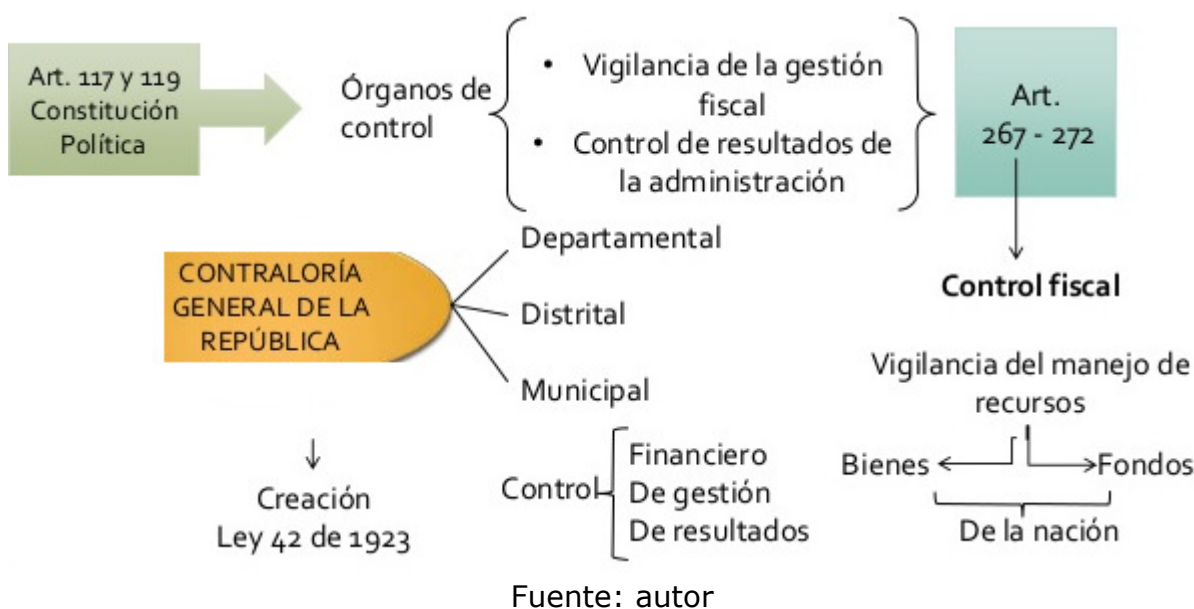 Art. 117 y 119
Constitución
Política
Órganos de
control
• Vigilancia de la gestión
fiscal
• Control de resultados de
la administración
Art.
267 - 272
Control fiscal
CONTRALORÍA
GENERAL DE LA
REPÚBLICA
Departamental
Distrital
Municipal
Vigilancia del manejo de
recursos
Bienes
Fondos
De la nación
Creación
Ley 42 de 1923
Control
Financiero
De gestión
De resultados
Fuente: autor